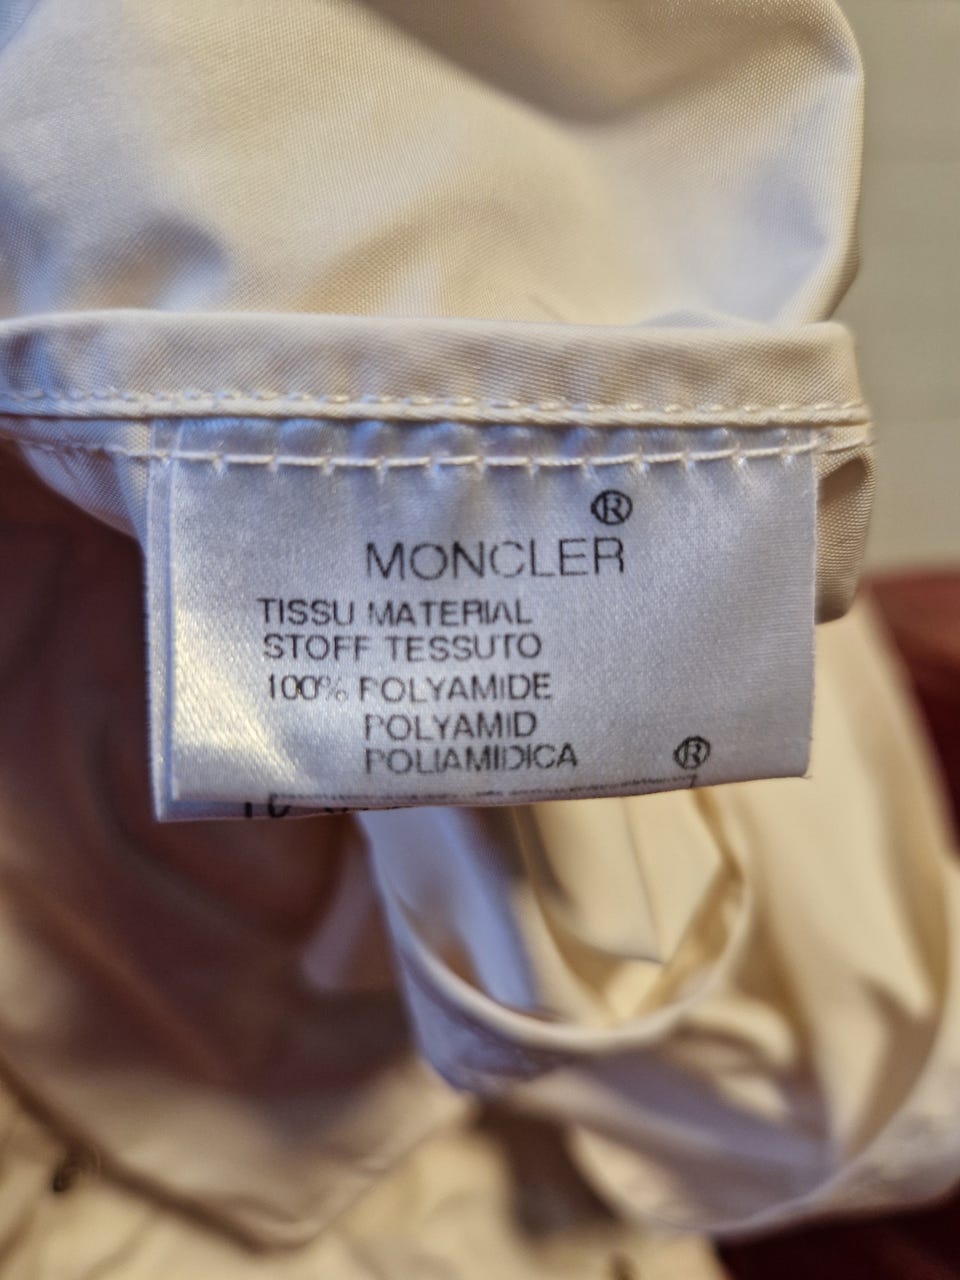 ®
MONCLER
TISSU MATERIAL
STOFF TESSUTO
100% POLYAMIDE
POLYAMID
POLIAMIDICA
®